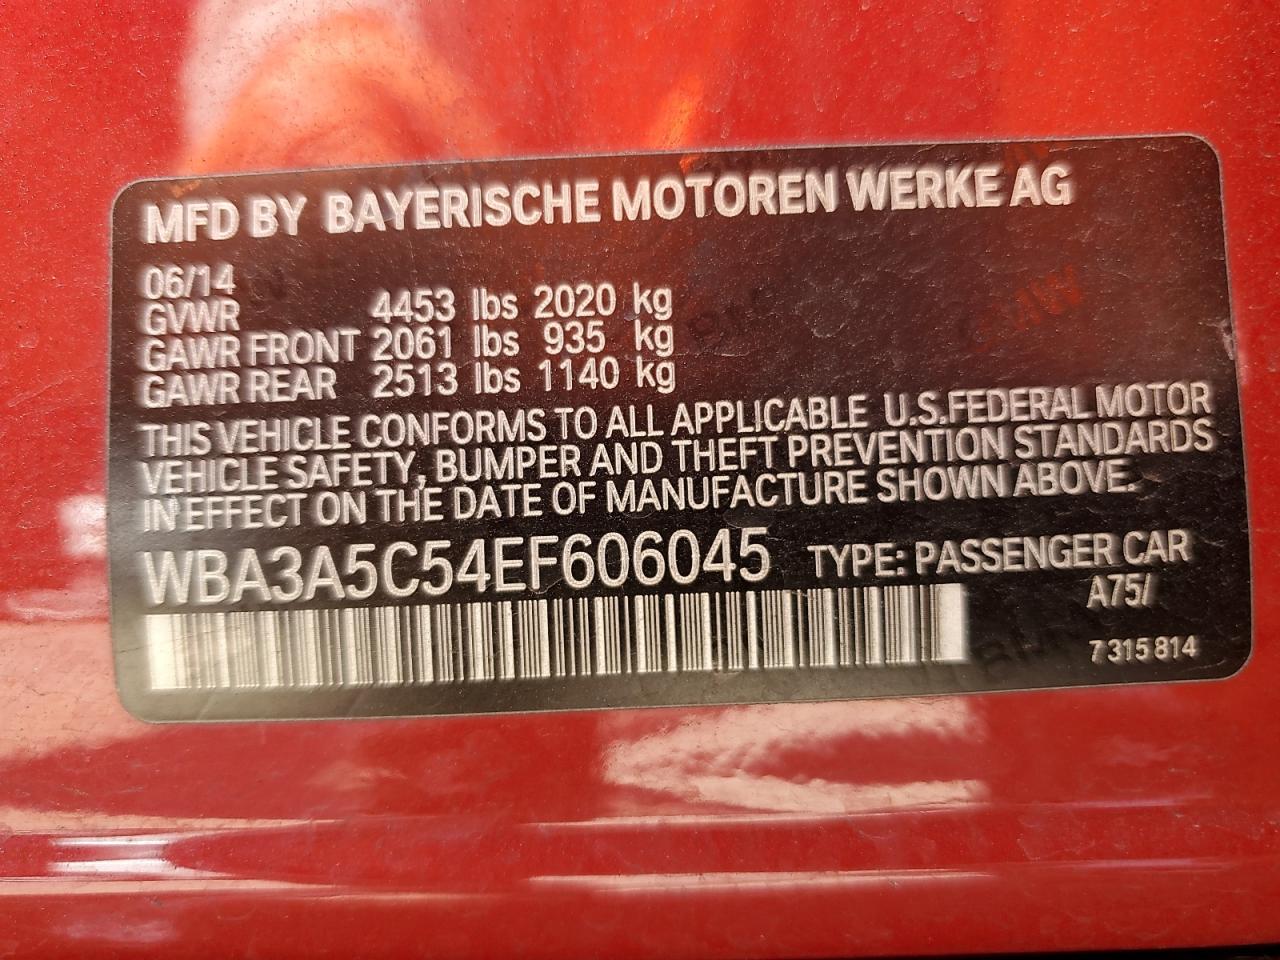 MFD BY BAYERISCHE MOTOREN WERKE AG
06/14
GVWR 4453 lbs 2020 kg
GAWR FRONT 2061 lbs 935 kg
GAWR REAR 2513 lbs 1140 kg
THIS VEHICLE CONFORMS TO ALL APPLICABLE U.S.FEDERAL MOTOR
VEHICLE SAFETY, BUMPER AND THEFT PREVENTION STANDARDS
IN EFFECT ON THE DATE OF MANUFACTURE SHOWN ABOVE.
WBA3A5C54EF606045 TYPE: PASSENGER CAR
A75/
7 315 814